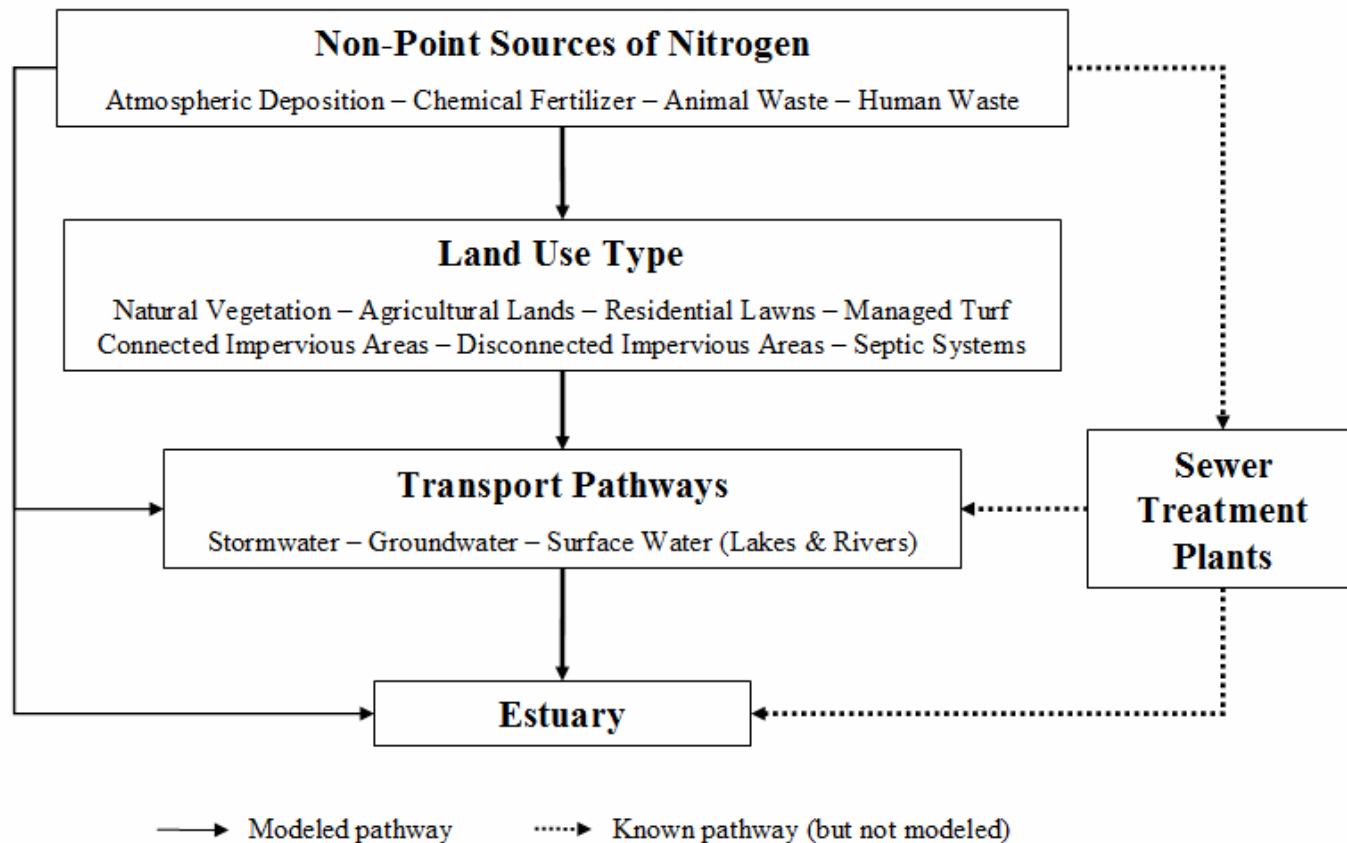 Non-Point Sources of Nitrogen
Atmospheric Deposition – Chemical Fertilizer – Animal Waste – Human Waste
Land Use Type
Natural Vegetation – Agricultural Lands – Residential Lawns – Managed Turf
Connected Impervious Areas – Disconnected Impervious Areas – Septic Systems
Transport Pathways
Stormwater – Groundwater – Surface Water (Lakes & Rivers)
Sewer
Treatment
Plants
Estuary
Modeled pathway
Known pathway (but not modeled)